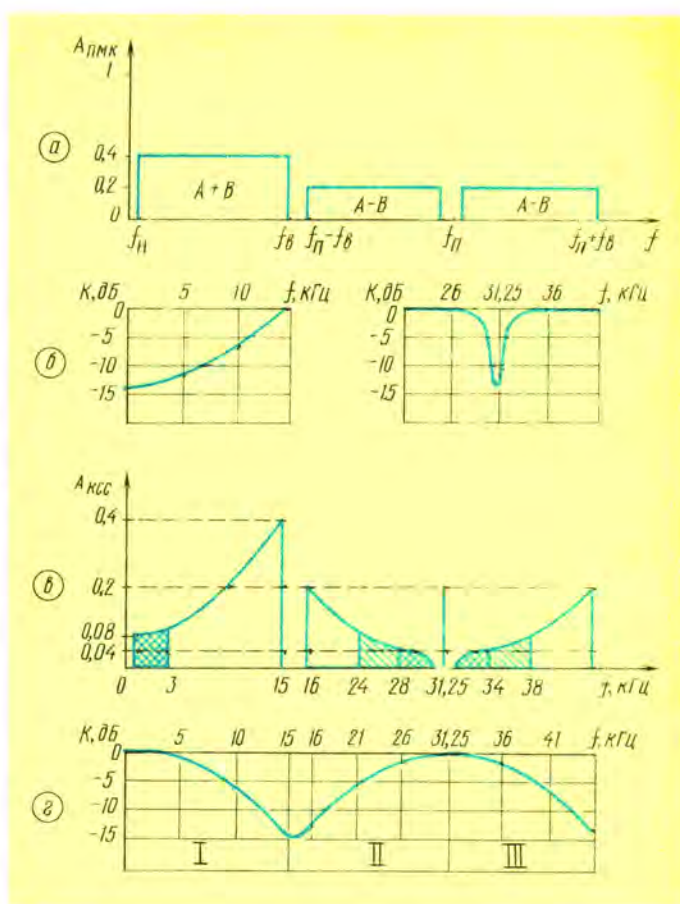 А ПМК
1
а
0,4
0,2
0
А + В
А–В
А–В
fн
fв
fп–fв
fп
fп+fв
f
К, дБ 5 10 f, кГц
0
–5
–10
–15
б
К, дБ 26 31,25 36 f, кГц
0
–5
–10
–15
А КСС
0,4
0,2
в
0,08
0,04
0 3 15 16 24 28 31,25 34 38 f, кГц
К, дБ 5 10 15 16 21 26 31,25 36 41 f, кГц
0
–5
–10
–15
г
I II III